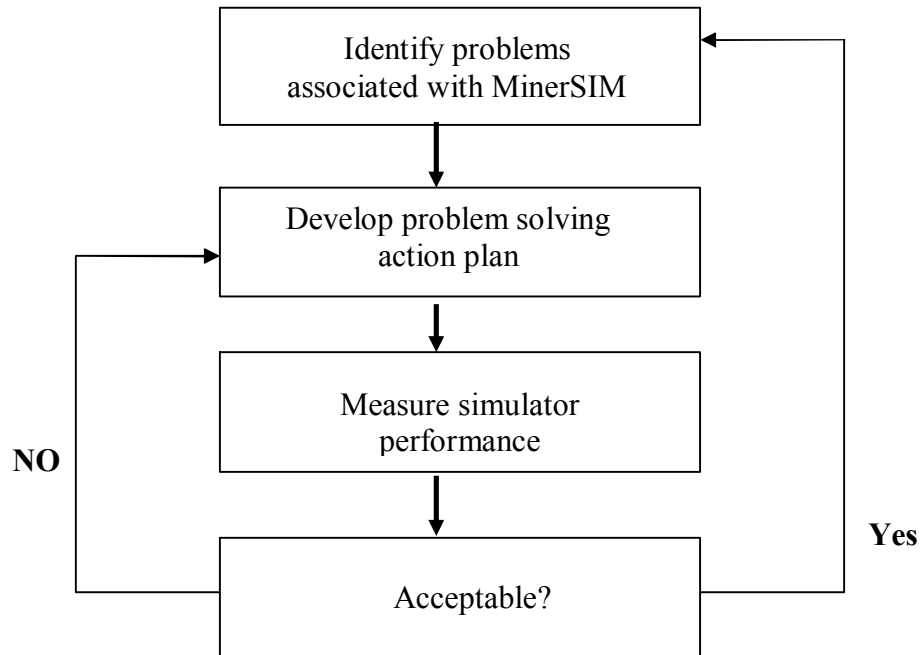 Identify problems
associated with MinerSIM
Develop problem solving
action plan
Measure simulator
performance
NO
Yes
Acceptable?